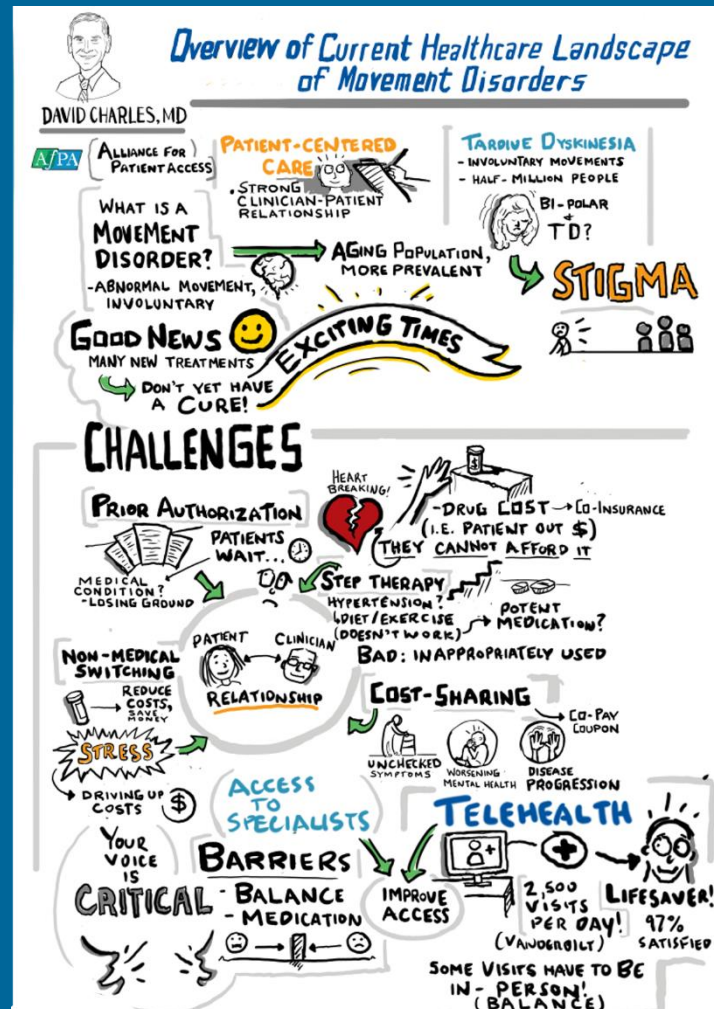 Overview of Current Healthcare Landscape
of Movement Disorders
DAVID CHARLES, MD
AfPA
ALLIANCE FOR
PATIENT ACCESS
PATIENT-CENTERED
CARE
• STRONG
CLINICIAN-PATIENT
RELATIONSHIP
TARDIVE DYSKINESIA
- INVOLUNTARY MOVEMENTS
- HALF-MILLION PEOPLE
BI-POLAR
+
TD?
STIGMA
WHAT IS A
MOVEMENT
DISORDER?
-ABNORMAL MOVEMENT,
INVOLUNTARY
AGING POPULATION,
MORE PREVALENT
GOOD NEWS
MANY NEW TREATMENTS
DON'T YET HAVE
A CURE!
EXCITING TIMES
CHALLENGES
PRIOR AUTHORIZATION
PATIENTS
WAIT...
MEDICAL
CONDITION?
-LOSING GROUND
HEART
BREAKING!
$
-DRUG COST → CO-INSURANCE
(I.E. PATIENT OUT $)
THEY CANNOT AFFORD IT
STEP THERAPY
HYPERTENSION?
DIET/EXERCISE
(DOESN'T WORK)
POTENT
MEDICATION?
BAD: INAPPROPRIATELY USED
PATIENT
CLINICIAN
RELATIONSHIP
NON-MEDICAL
SWITCHING
REDUCE
COSTS,
SAVE
MONEY
STRESS
DRIVING UP
COSTS
$
COST-SHARING
CO-PAY
COUPON
UNCHECKED
SYMPTOMS
WORSENING
MENTAL HEALTH
DISEASE
PROGRESSION
ACCESS
TO
SPECIALISTS
YOUR
VOICE
IS
CRITICAL
BARRIERS
- BALANCE
- MEDICATION
IMPROVE
ACCESS
TELEHEALTH
2,500
VISITS
PER DAY!
(VANDERBILT)
LIFESAVER!
97%
SATISFIED
SOME VISITS HAVE TO BE
IN-PERSON!
(BALANCE)